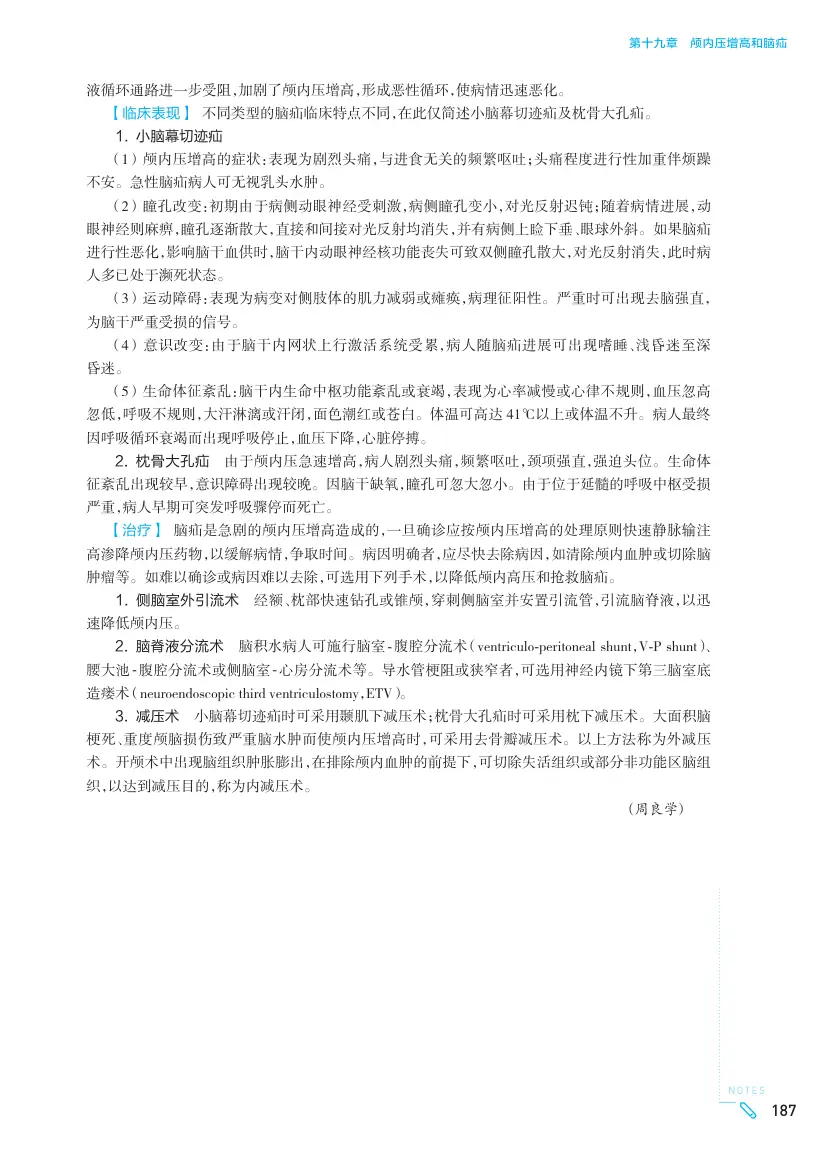 第十九章 颅内压增高和脑疝
液循环通路进一步受阻,加剧了颅内压增高,形成恶性循环,使病情迅速恶化。
【临床表现】 不同类型的脑疝临床特点不同,在此仅简述小脑幕切迹疝及枕骨大孔疝。
1. 小脑幕切迹疝
(1)颅内压增高的症状:表现为剧烈头痛,与进食无关的频繁呕吐;头痛程度进行性加重伴烦躁
不安。急性脑疝病人可无视乳头水肿。
(2)瞳孔改变:初期由于病侧动眼神经受刺激,病侧瞳孔变小,对光反射迟钝;随着病情进展,动
眼神经则麻痹,瞳孔逐渐散大,直接和间接对光反射均消失,并有病侧上睑下垂、眼球外斜。如果脑疝
进行性恶化,影响脑干血供时,脑干内动眼神经核功能丧失可致双侧瞳孔散大,对光反射消失,此时病
人多已处于濒死状态。
(3)运动障碍:表现为病变对侧肢体的肌力减弱或瘫痪,病理征阳性。严重时可出现去脑强直,
为脑干严重受损的信号。
(4)意识改变:由于脑干内网状上行激活系统受累,病人随脑疝进展可出现嗜睡、浅昏迷至深
昏迷。
(5)生命体征紊乱:脑干内生命中枢功能紊乱或衰竭,表现为心率减慢或心律不规则,血压忽高
忽低,呼吸不规则,大汗淋漓或汗闭,面色潮红或苍白。体温可高达 41℃以上或体温不升。病人最终
因呼吸循环衰竭而出现呼吸停止,血压下降,心脏停搏。
2. 枕骨大孔疝 由于颅内压急速增高,病人剧烈头痛,频繁呕吐,颈项强直,强迫头位。生命体
征紊乱出现较早,意识障碍出现较晚。因脑干缺氧,瞳孔可忽大忽小。由于位于延髓的呼吸中枢受损
严重,病人早期可突发呼吸骤停而死亡。
【治疗】 脑疝是急剧的颅内压增高造成的,一旦确诊应按颅内压增高的处理原则快速静脉输注
高渗降颅内压药物,以缓解病情,争取时间。病因明确者,应尽快去除病因,如清除颅内血肿或切除脑
肿瘤等。如难以确诊或病因难以去除,可选用下列手术,以降低颅内高压和抢救脑疝。
1. 侧脑室外引流术 经额、枕部快速钻孔或锥颅,穿刺侧脑室并安置引流管,引流脑脊液,以迅
速降低颅内压。
2. 脑脊液分流术 脑积水病人可施行脑室-腹腔分流术(ventriculo-peritoneal shunt,V-P shunt)、
腰大池-腹腔分流术或侧脑室-心房分流术等。导水管梗阻或狭窄者,可选用神经内镜下第三脑室底
造瘘术(neuroendoscopic third ventriculostomy,ETV)。
3. 减压术 小脑幕切迹疝时可采用颞肌下减压术;枕骨大孔疝时可采用枕下减压术。大面积脑
梗死、重度颅脑损伤致严重脑水肿而使颅内压增高时,可采用去骨瓣减压术。以上方法称为外减压
术。开颅术中出现脑组织肿胀膨出,在排除颅内血肿的前提下,可切除失活组织或部分非功能区脑组
织,以达到减压目的,称为内减压术。
(周良学)
NOTES
187